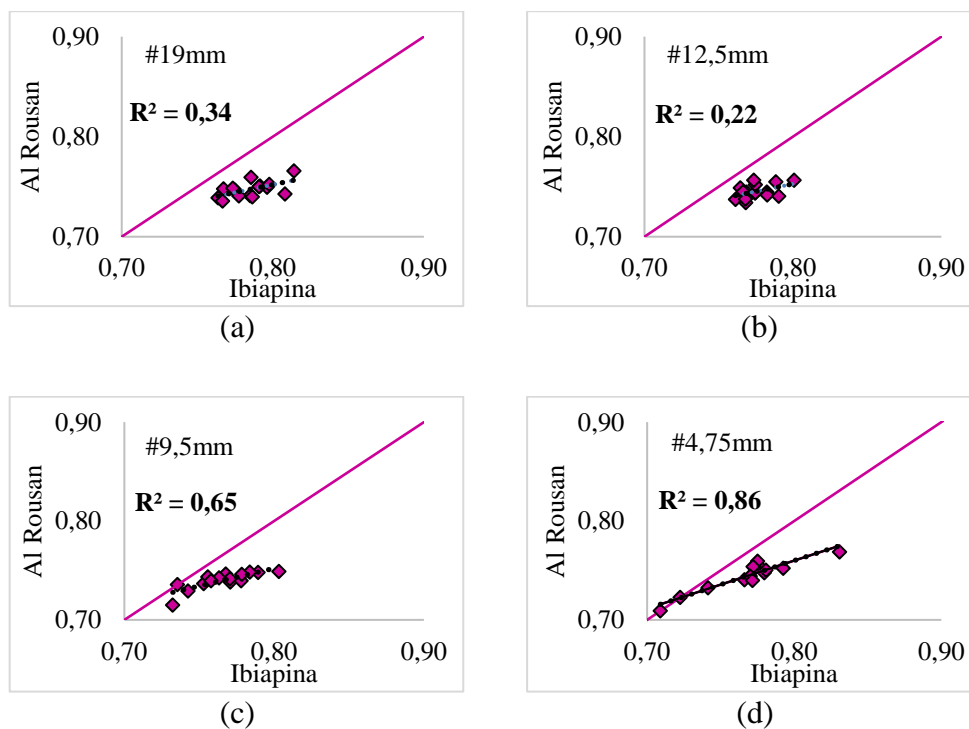 0,90
#19mm
R² = 0,34
0,80
Al Rousan
0,70
0,70 0,80 0,90
Ibiapina
(a)
0,90
#12,5mm
R² = 0,22
0,80
Al Rousan
0,70
0,70 0,80 0,90
Ibiapina
(b)
0,90
#9,5mm
R² = 0,65
0,80
Al Rousan
0,70
0,70 0,80 0,90
Ibiapina
(c)
0,90
#4,75mm
R² = 0,86
0,80
Al Rousan
0,70
0,70 0,80 0,90
Ibiapina
(d)